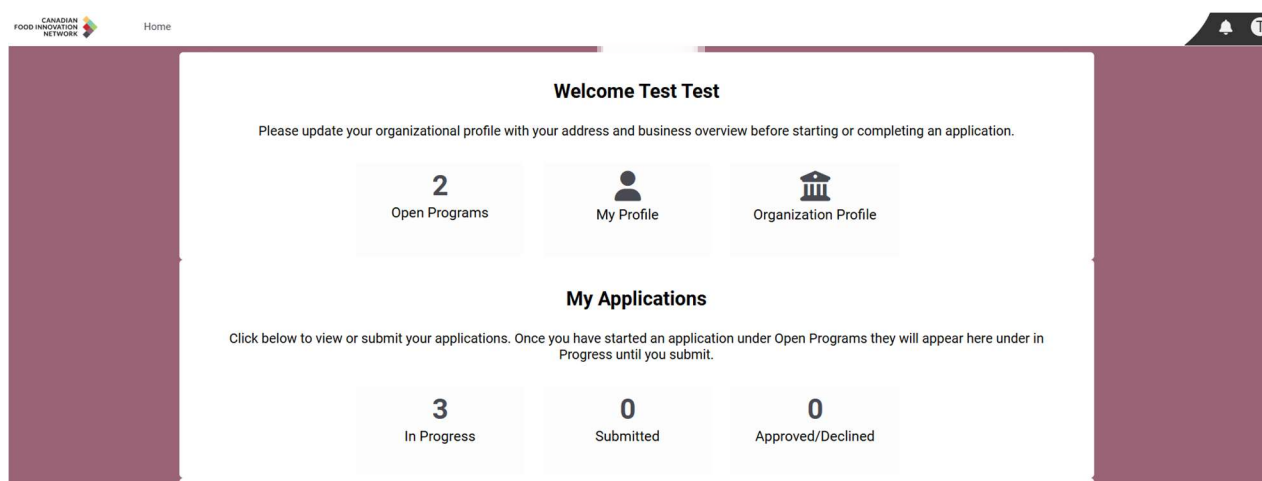 CANADIAN
FOOD INNOVATION
NETWORK
Home
T
Welcome Test Test
Please update your organizational profile with your address and business overview before starting or completing an application.
2
Open Programs
My Profile
Organization Profile
My Applications
Click below to view or submit your applications. Once you have started an application under Open Programs they will appear here under in
Progress until you submit.
3
In Progress
0
Submitted
0
Approved/Declined